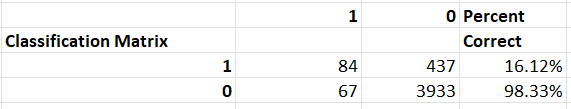 1 0 Percent
Classification Matrix Correct
1 84 437 16.12%
0 67 3933 98.33%